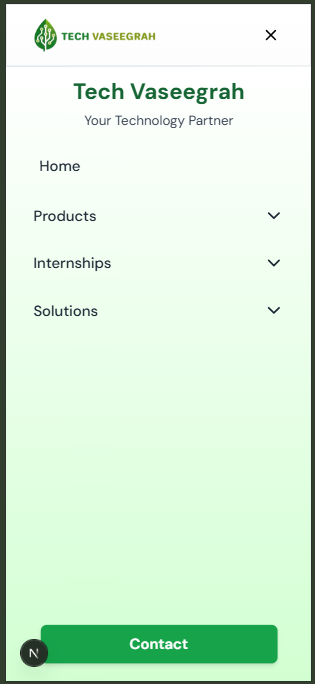 TECH VASEEGRAH
Tech Vaseegrah
Your Technology Partner
Home
Products
Internships
Solutions
N
Contact